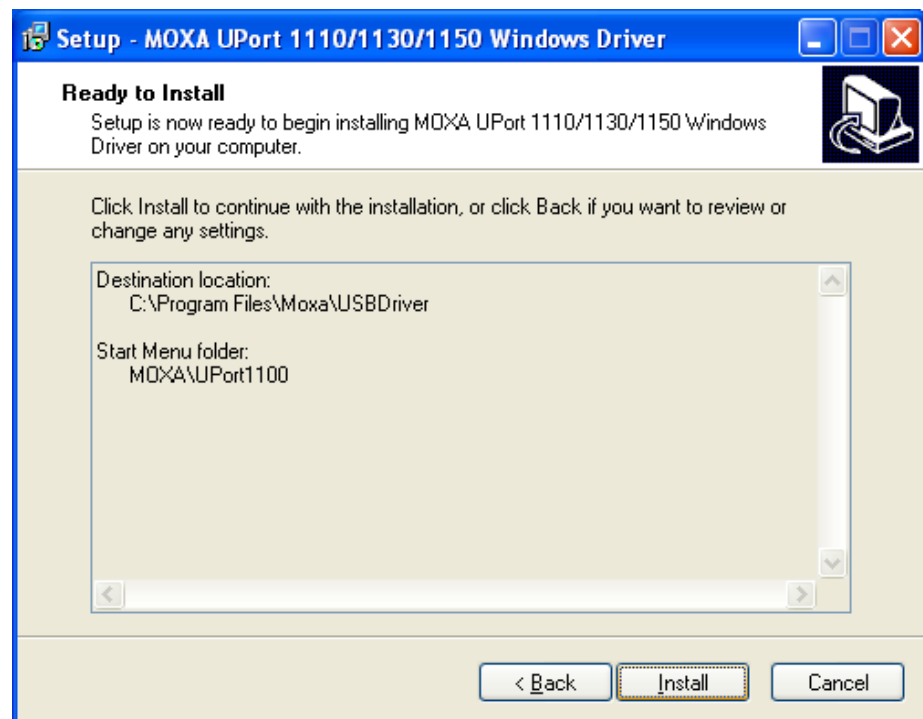 Setup - MOXA UPort 1110/1130/1150 Windows Driver
Ready to Install
Setup is now ready to begin installing MOXA UPort 1110/1130/1150 Windows
Driver on your computer.
Click Install to continue with the installation, or click Back if you want to review or
change any settings.
Destination location:
C:\Program Files\Moxa\USBDriver
Start Menu folder:
MOXA\UPort1100
< Back
Install
Cancel